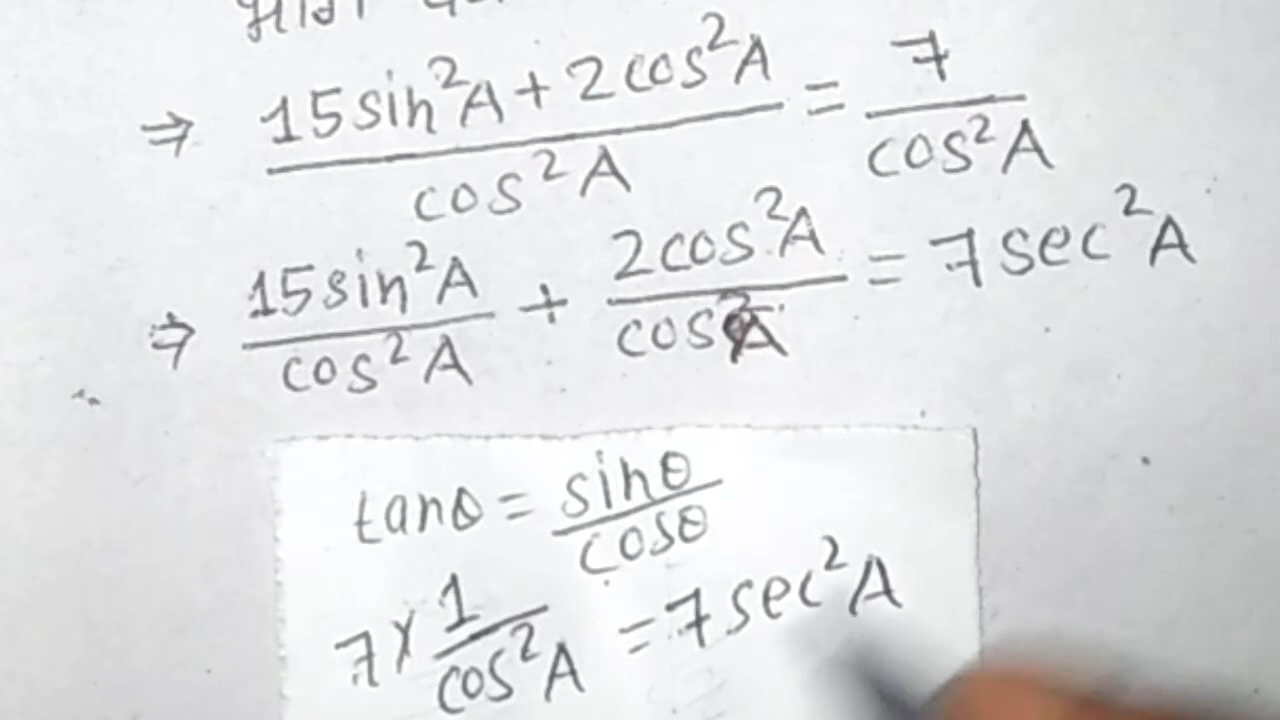 ⇒ (15sin²A + 2cos²A)/(cos²A) = 7/(cos²A)
⇒ (15sin²A)/(cos²A) + (2cos²A)/(cos²A) = 7sec²A
tanθ = sinθ/cosθ
7 × 1/(cos²A) = 7sec²A